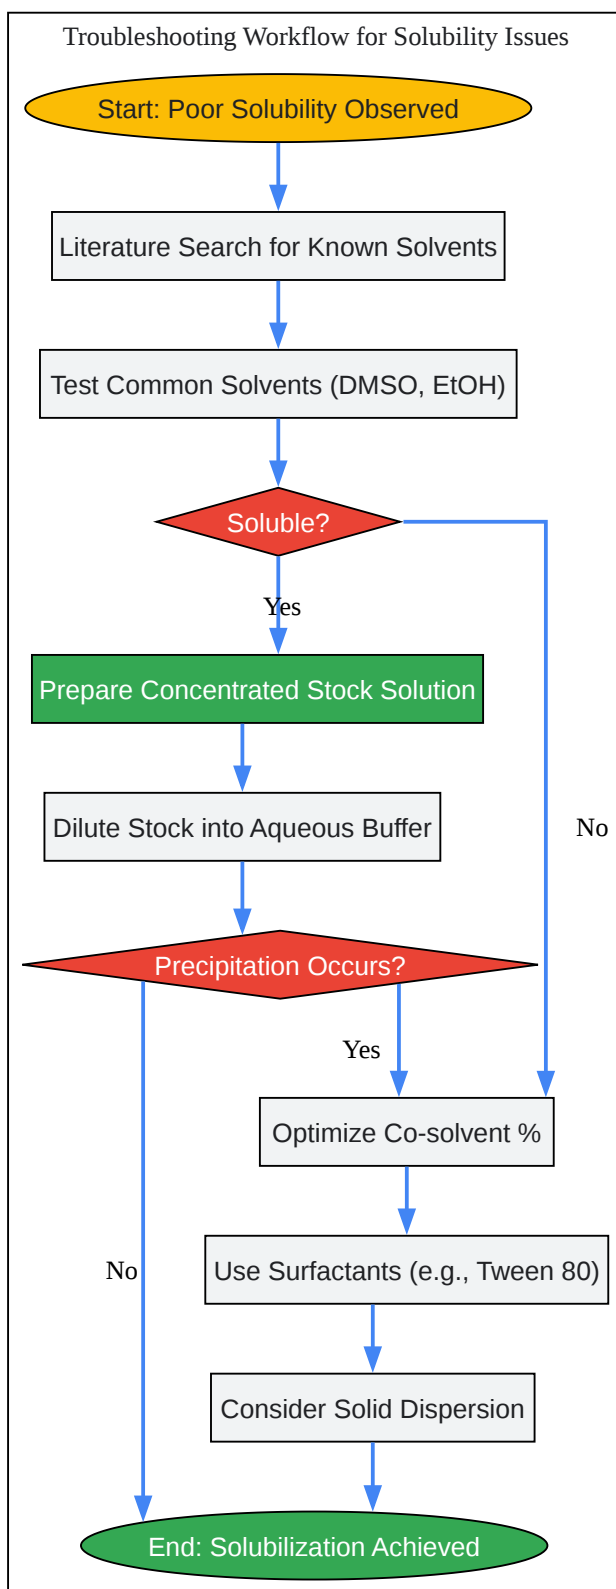 Troubleshooting Workflow for Solubility Issues
Start: Poor Solubility Observed
Literature Search for Known Solvents
Test Common Solvents (DMSO, EtOH)
Soluble?
Yes
Prepare Concentrated Stock Solution
Dilute Stock into Aqueous Buffer
No
Precipitation Occurs?
Yes
Optimize Co-solvent %
Use Surfactants (e.g., Tween 80)
No
Consider Solid Dispersion
End: Solubilization Achieved